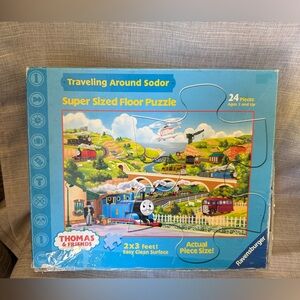 Traveling Around Sodor
Super Sized Floor Puzzle
24 Pieces
Ages 3 and Up
THOMAS
& FRIENDS
2x3 Feet!
Easy Clean Surface
Actual
Piece Size!
Ravensburger